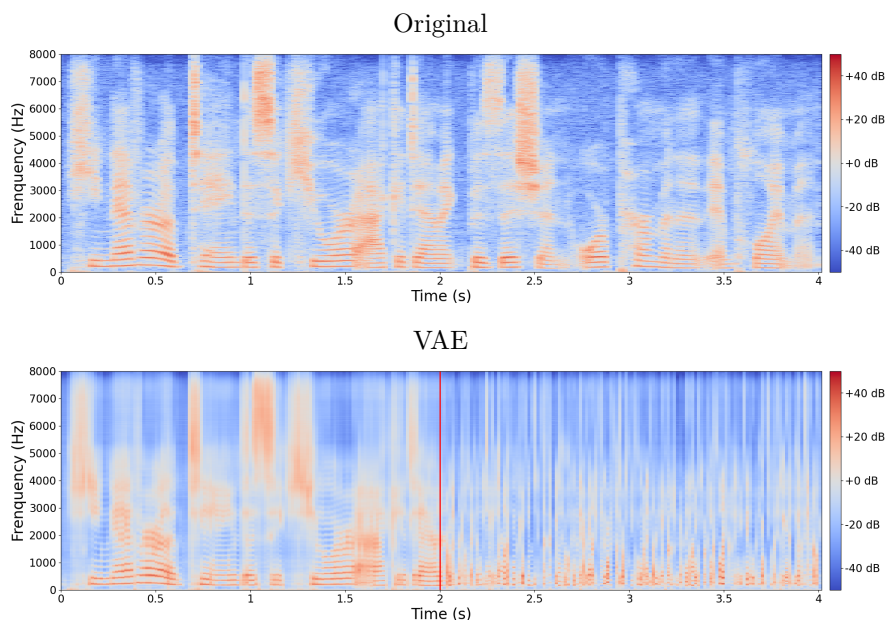 Original
8000
7000
6000
5000
4000
3000
2000
1000
0
Frenquency (Hz)
0 0.5 1 1.5 2 2.5 3 3.5 4
Time (s)
+40 dB
+20 dB
+0 dB
-20 dB
-40 dB
VAE
8000
7000
6000
5000
4000
3000
2000
1000
0
Frenquency (Hz)
0 0.5 1 1.5 2 2.5 3 3.5 4
Time (s)
+40 dB
+20 dB
+0 dB
-20 dB
-40 dB